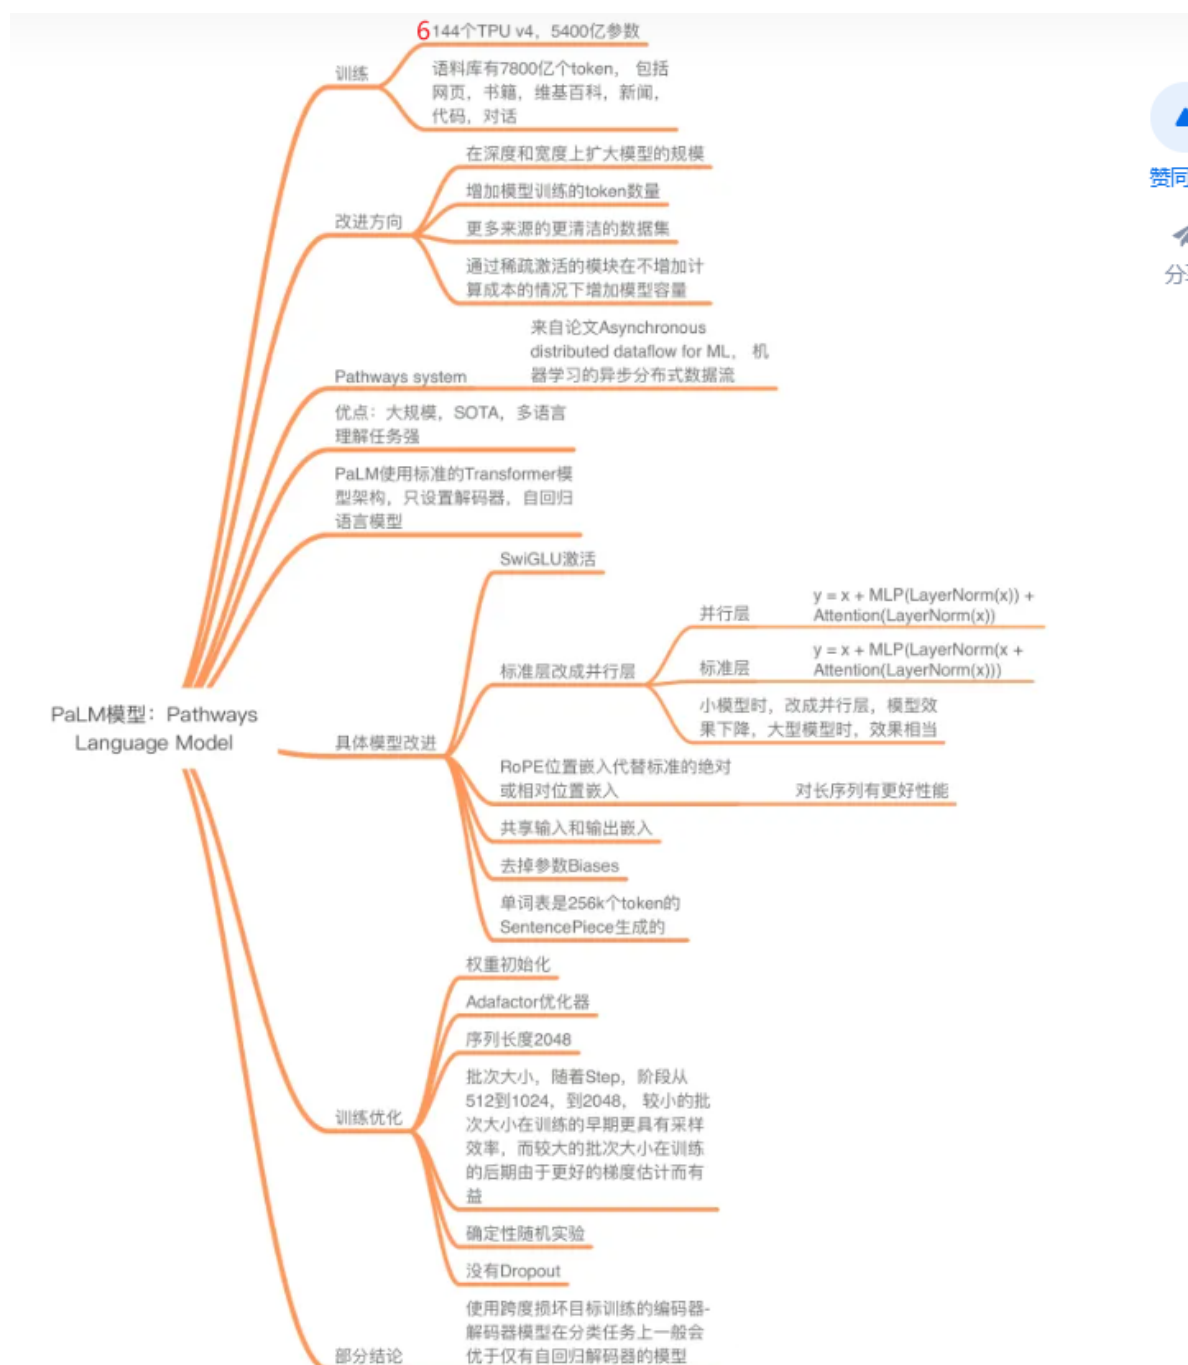 6144个TPU v4，5400亿参数
训练
语料库有7800亿个token， 包括
网页，书籍，维基百科，新闻，
代码，对话
在深度和宽度上扩大模型的规模
增加模型训练的token数量
改进方向
更多来源的更清洁的数据集
通过稀疏激活的模块在不增加计
算成本的情况下增加模型容量
来自论文Asynchronous
distributed dataflow for ML， 机
器学习的异步分布式数据流
Pathways system
优点：大规模，SOTA，多语言
理解任务强
PaLM使用标准的Transformer模
型架构，只设置解码器，自回归
语言模型
SwiGLU激活
y = x + MLP(LayerNorm(x)) +
Attention(LayerNorm(x))
并行层
标准层改成并行层
y = x + MLP(LayerNorm(x +
Attention(LayerNorm(x)))
标准层
小模型时，改成并行层，模型效
果下降，大型模型时，效果相当
PaLM模型：Pathways
Language Model
具体模型改进
RoPE位置嵌入代替标准的绝对
或相对位置嵌入
对长序列有更好性能
共享输入和输出嵌入
去掉参数Biases
单词表是256k个token的
SentencePiece生成的
权重初始化
Adafactor优化器
序列长度2048
训练优化
批次大小，随着Step，阶段从
512到1024，到2048， 较小的批
次大小在训练的早期更具有采样
效率，而较大的批次大小在训练
的后期由于更好的梯度估计而有
益
确定性随机实验
没有Dropout
使用跨度损坏目标训练的编码器-
解码器模型在分类任务上一般会
优于仅有自回归解码器的模型
部分结论
赞同
分